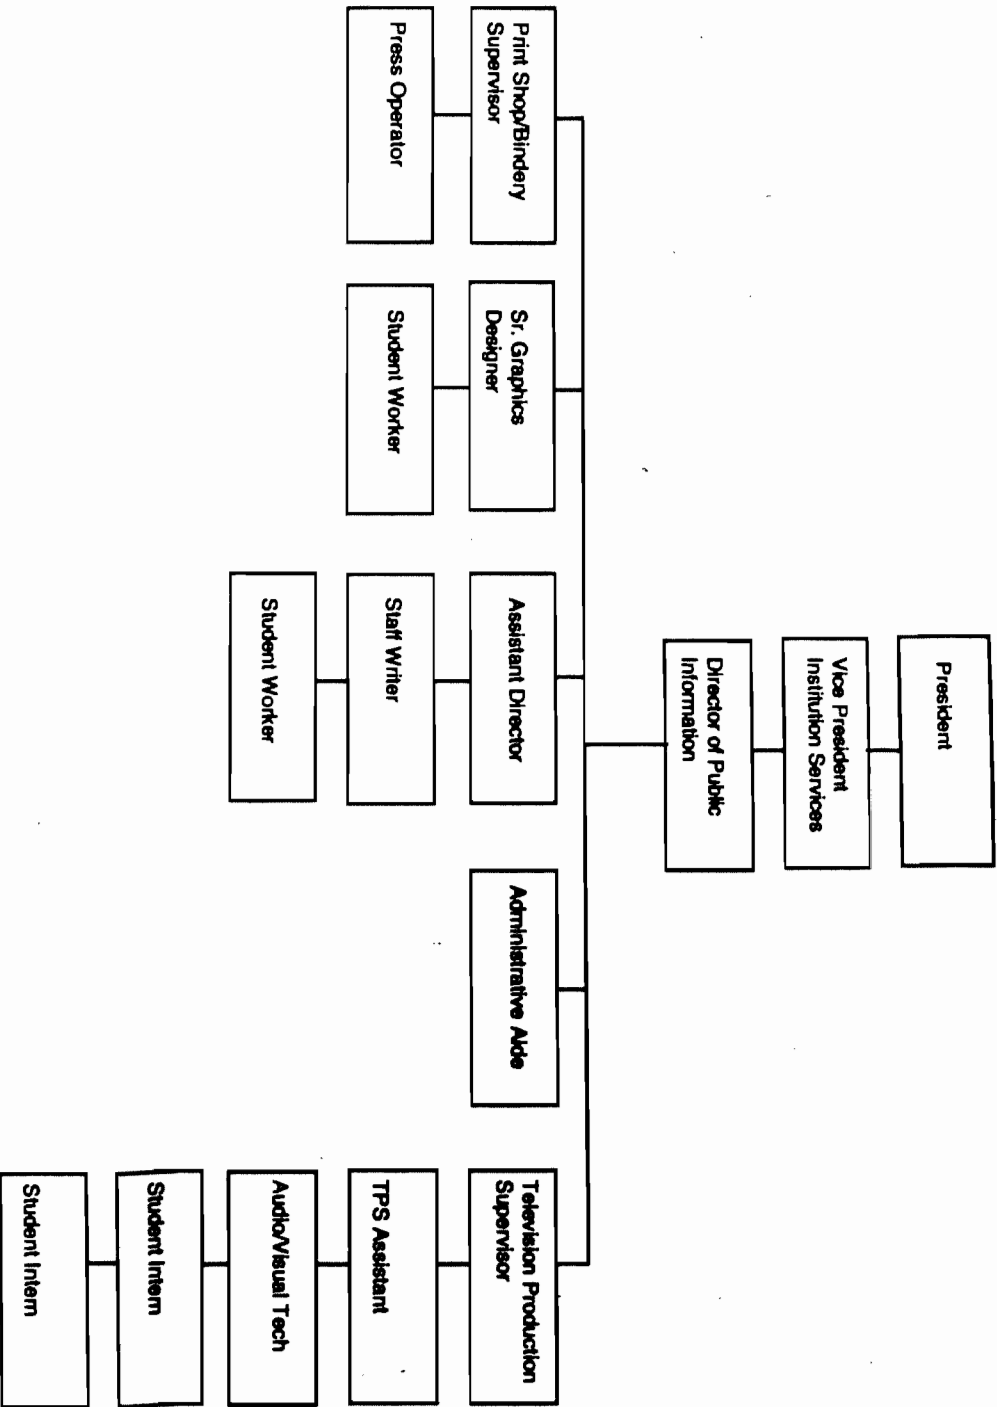 President
Vice President
Institution Services
Director of Public
Information
Print Shop/Bindery
Supervisor
Sr. Graphics
Designer
Assistant Director
Administrative Aide
Television Production
Supervisor
Press Operator
Student Worker
Staff Writer
TPS Assistant
Student Worker
Audio/Visual Tech
Student Intern
Student Intern